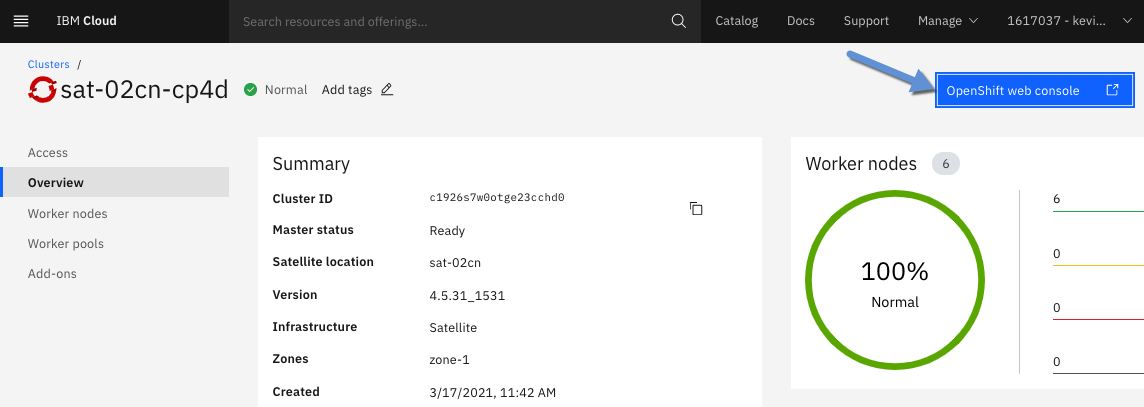 IBM Cloud
Search resources and offerings...
Catalog
Docs
Support
Manage
1617037 - kevi...
Clusters /
sat-02cn-cp4d
Normal
Add tags
OpenShift web console
Access
Overview
Worker nodes
Worker pools
Add-ons
Summary
Cluster ID c1926s7w0otge23cchd0
Master status Ready
Satellite location sat-02cn
Version 4.5.31_1531
Infrastructure Satellite
Zones zone-1
Created 3/17/2021, 11:42 AM
Worker nodes 6
100%
Normal
6
0
0
0